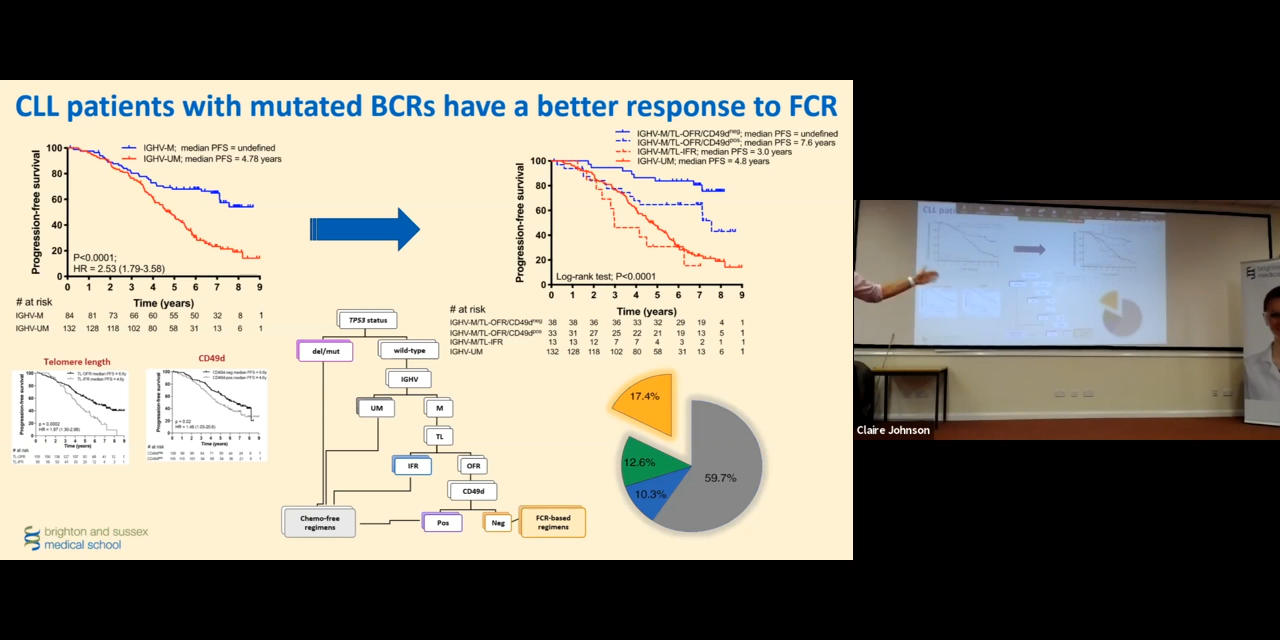 CLL patients with mutated BCRs have a better response to FCR
IGHV-M; median PFS = undefined
IGHV-UM; median PFS = 4.78 years
Progression-free survival
100
80
60
40
20
0
P<0.0001;
HR = 2.53 (1.79-3.58)
0 1 2 3 4 5 6 7 8 9
# at risk
Time (years)
IGHV-M 84 81 73 66 60 55 50 32 8 1
IGHV-UM 132 128 118 102 80 58 31 13 6 1
IGHV-M/TL-OFR/CD49dneg; median PFS = undefined
IGHV-M/TL-OFR/CD49dpos; median PFS = 7.6 years
IGHV-M/TL-IFR; median PFS = 3.0 years
IGHV-UM; median PFS = 4.8 years
Progression-free survival
100
80
60
40
20
0
Log-rank test; P<0.0001
0 1 2 3 4 5 6 7 8 9
# at risk
Time (years)
IGHV-M/TL-OFR/CD49dneg 38 38 36 36 33 32 29 19 4 1
IGHV-M/TL-OFR/CD49dpos 33 31 27 25 22 21 19 13 5 1
IGHV-M/TL-IFR 13 13 12 7 7 4 3 2 1 1
IGHV-UM 132 128 118 102 80 58 31 13 6 1
Telomere length
CD49d
Time (years)
Time (years)
TP53 status
del/mut
wild-type
IGHV
UM
M
TL
IFR
OFR
CD49d
Chemo-free
regimens
Pos
Neg
FCR-based
regimens
17.4%
12.6%
10.3%
59.7%
brighton and sussex
medical school
CLL pat
Claire Johnson